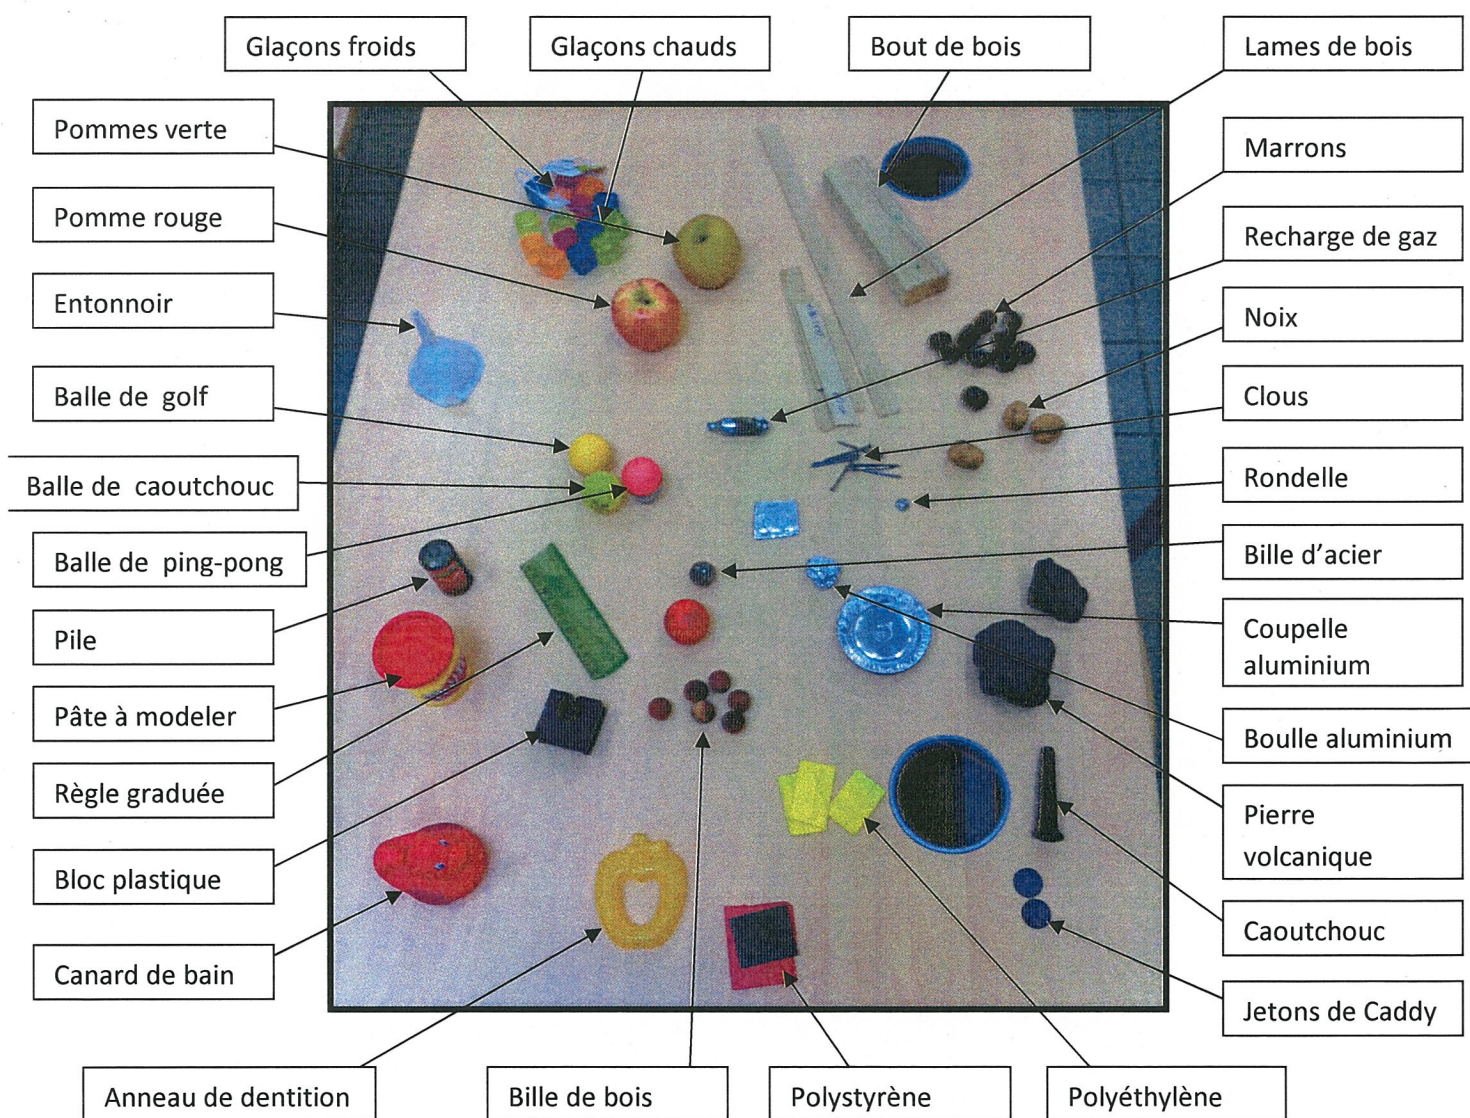 Glaçons froids
Glaçons chauds
Bout de bois
Lames de bois
Pommes verte
Pomme rouge
Entonnoir
Balle de golf
Balle de caoutchouc
Balle de ping-pong
Pile
Pâte à modeler
Règle graduée
Bloc plastique
Canard de bain
Marrons
Recharge de gaz
Noix
Clous
Rondelle
Bille d'acier
Coupelle
aluminium
Boulle aluminium
Pierre
volcanique
Caoutchouc
Jetons de Caddy
Anneau de dentition
Bille de bois
Polystyrène
Polyéthylène